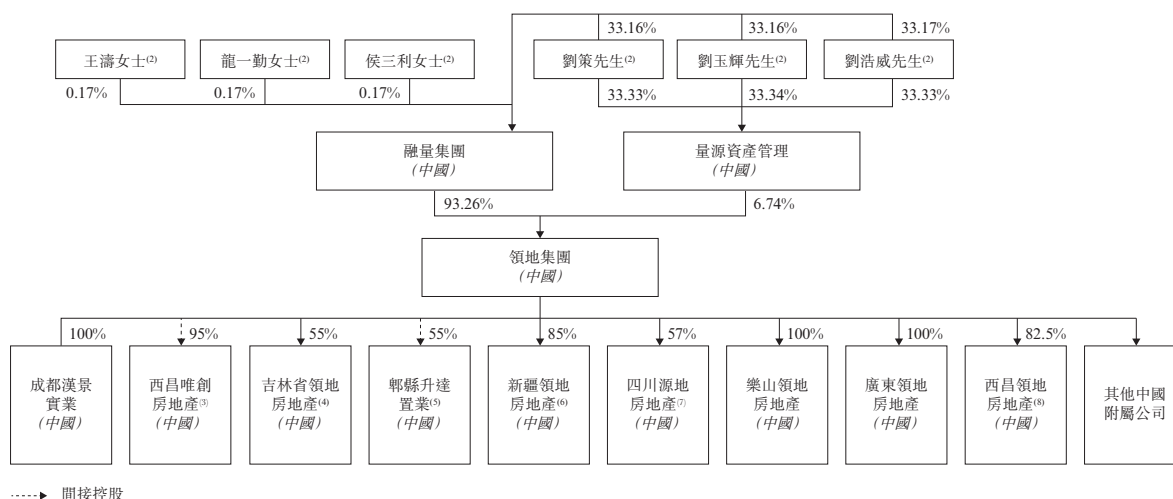 33.16% 33.16% 33.17%
王濤女士(2) 龍一勤女士(2) 侯三利女士(2) 劉策先生(2) 劉玉輝先生(2) 劉浩威先生(2)
0.17% 0.17% 0.17% 33.33% 33.34% 33.33%
融量集團
(中國)
量源資產管理
(中國)
93.26% 6.74%
領地集團
(中國)
100% 95% 55% 55% 85% 57% 100% 100% 82.5%
成都漢景
實業
(中國)
西昌唯創
房地產(3)
(中國)
吉林省領地
房地產(4)
(中國)
郫縣升達
置業(5)
(中國)
新疆領地
房地產(6)
(中國)
四川源地
房地產(7)
(中國)
樂山領地
房地產
(中國)
廣東領地
房地產
(中國)
西昌領地
房地產(8)
(中國)
其他中國
附屬公司
間接控股